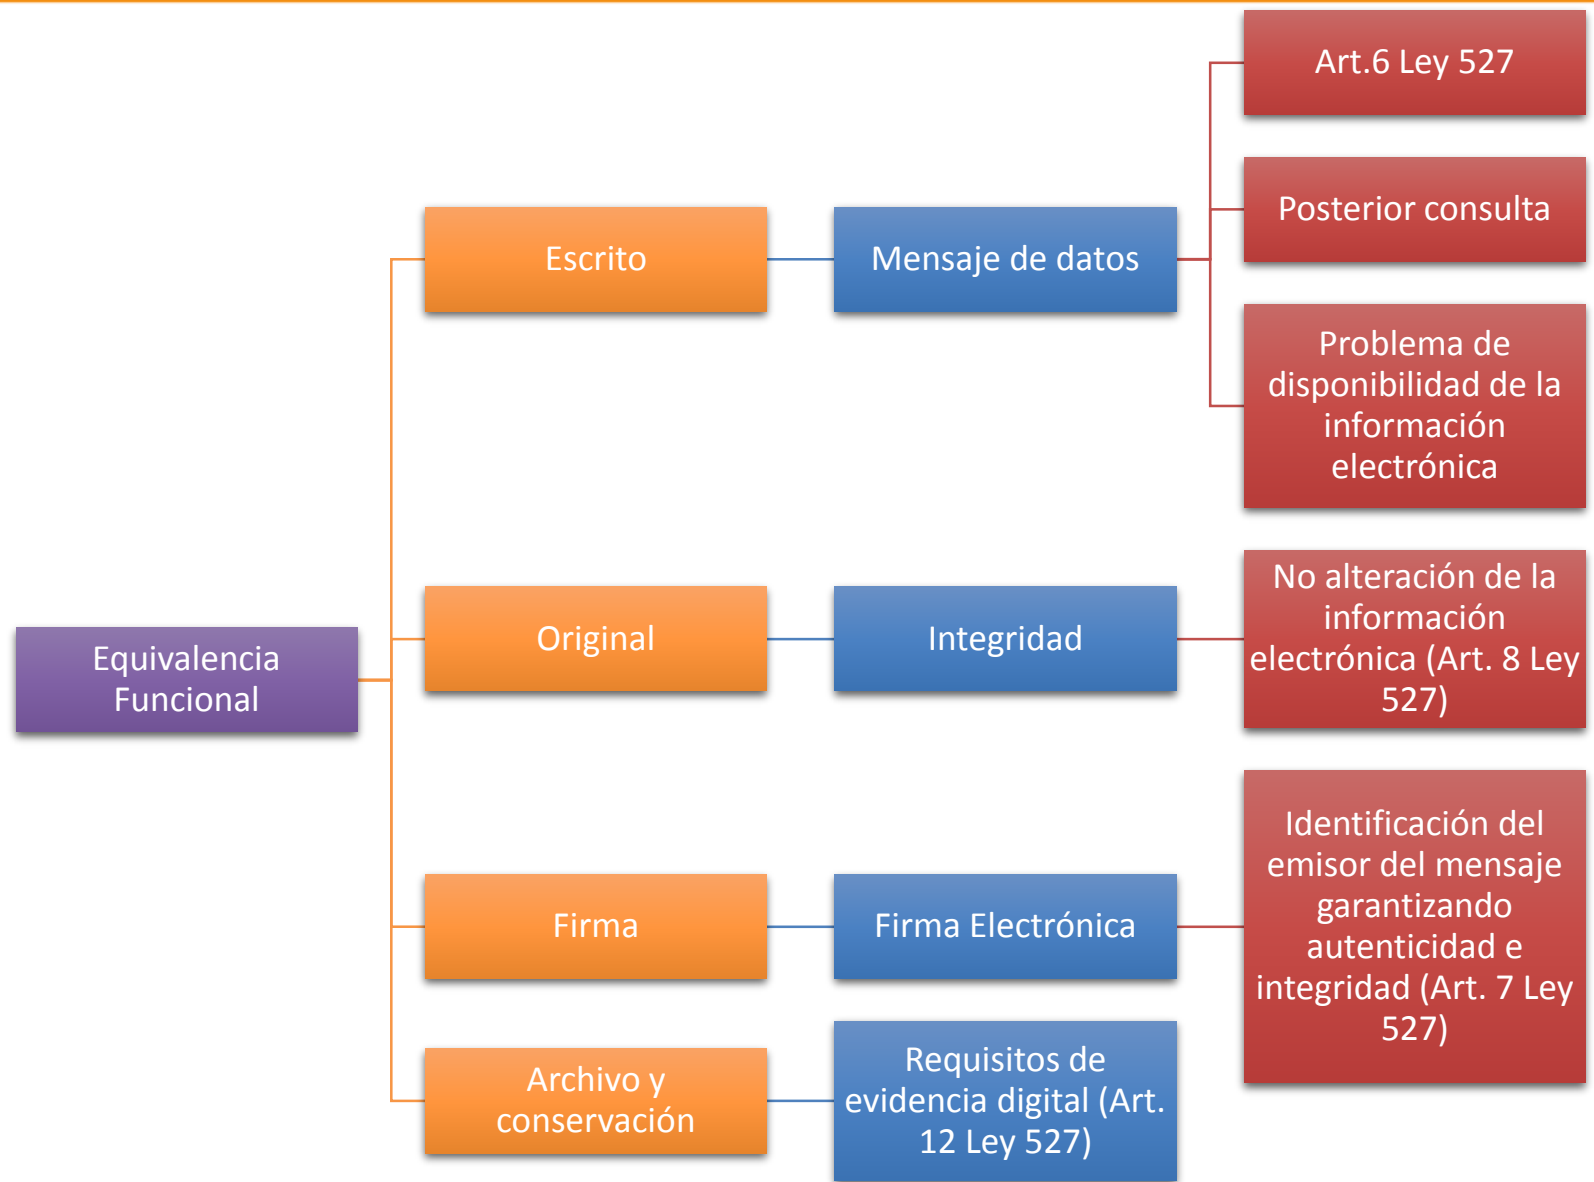 Equivalencia
Funcional
Escrito
Mensaje de datos
Art.6 Ley 527
Posterior consulta
Problema de
disponibilidad de la
información
electrónica
Original
Integridad
No alteración de la
información
electrónica (Art. 8 Ley
527)
Firma
Firma Electrónica
Identificación del
emisor del mensaje
garantizando
autenticidad e
integridad (Art. 7 Ley
527)
Archivo y
conservación
Requisitos de
evidencia digital (Art.
12 Ley 527)